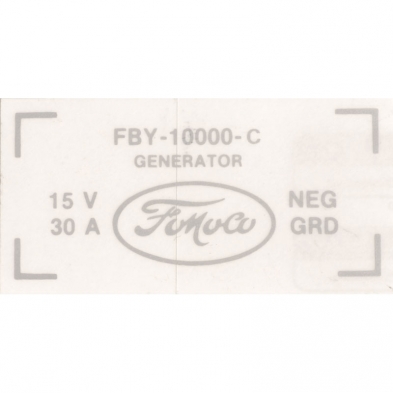 FBY-10000-C
GENERATOR
15 V
30 A
FoMoCo
NEG
GRD